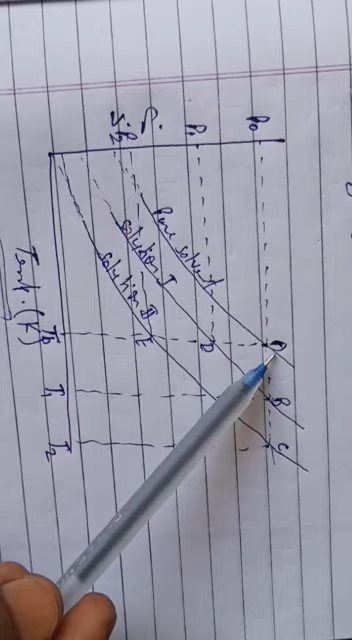 P0
P1
P2
Pure solvent
solution I
solution II
A
B
C
D
E
T0
T1
T2
Temp. (K)